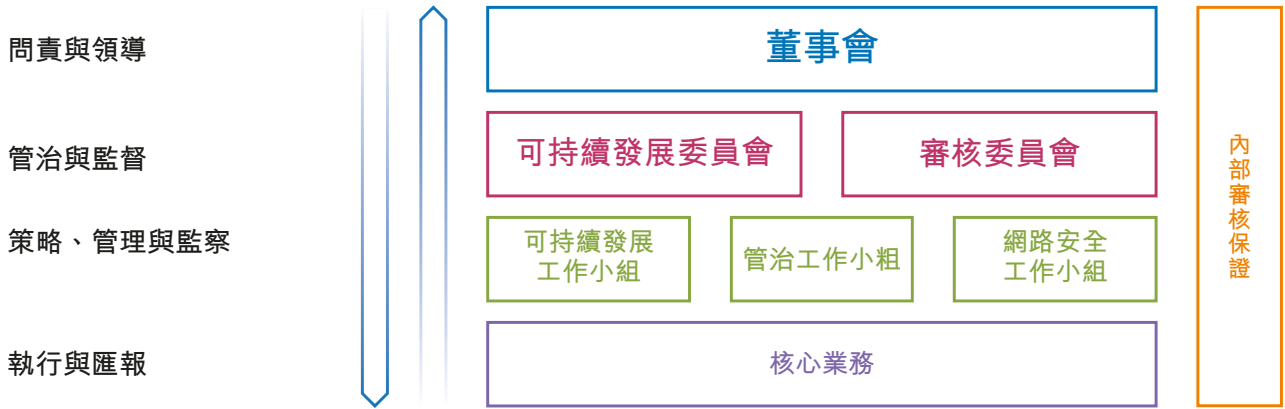 問責與領導
董事會
管治與監督
可持續發展委員會
審核委員會
策略、管理與監察
可持續發展
工作小組
管治工作小粗
網路安全
工作小組
執行與匯報
核心業務
內部審核保證